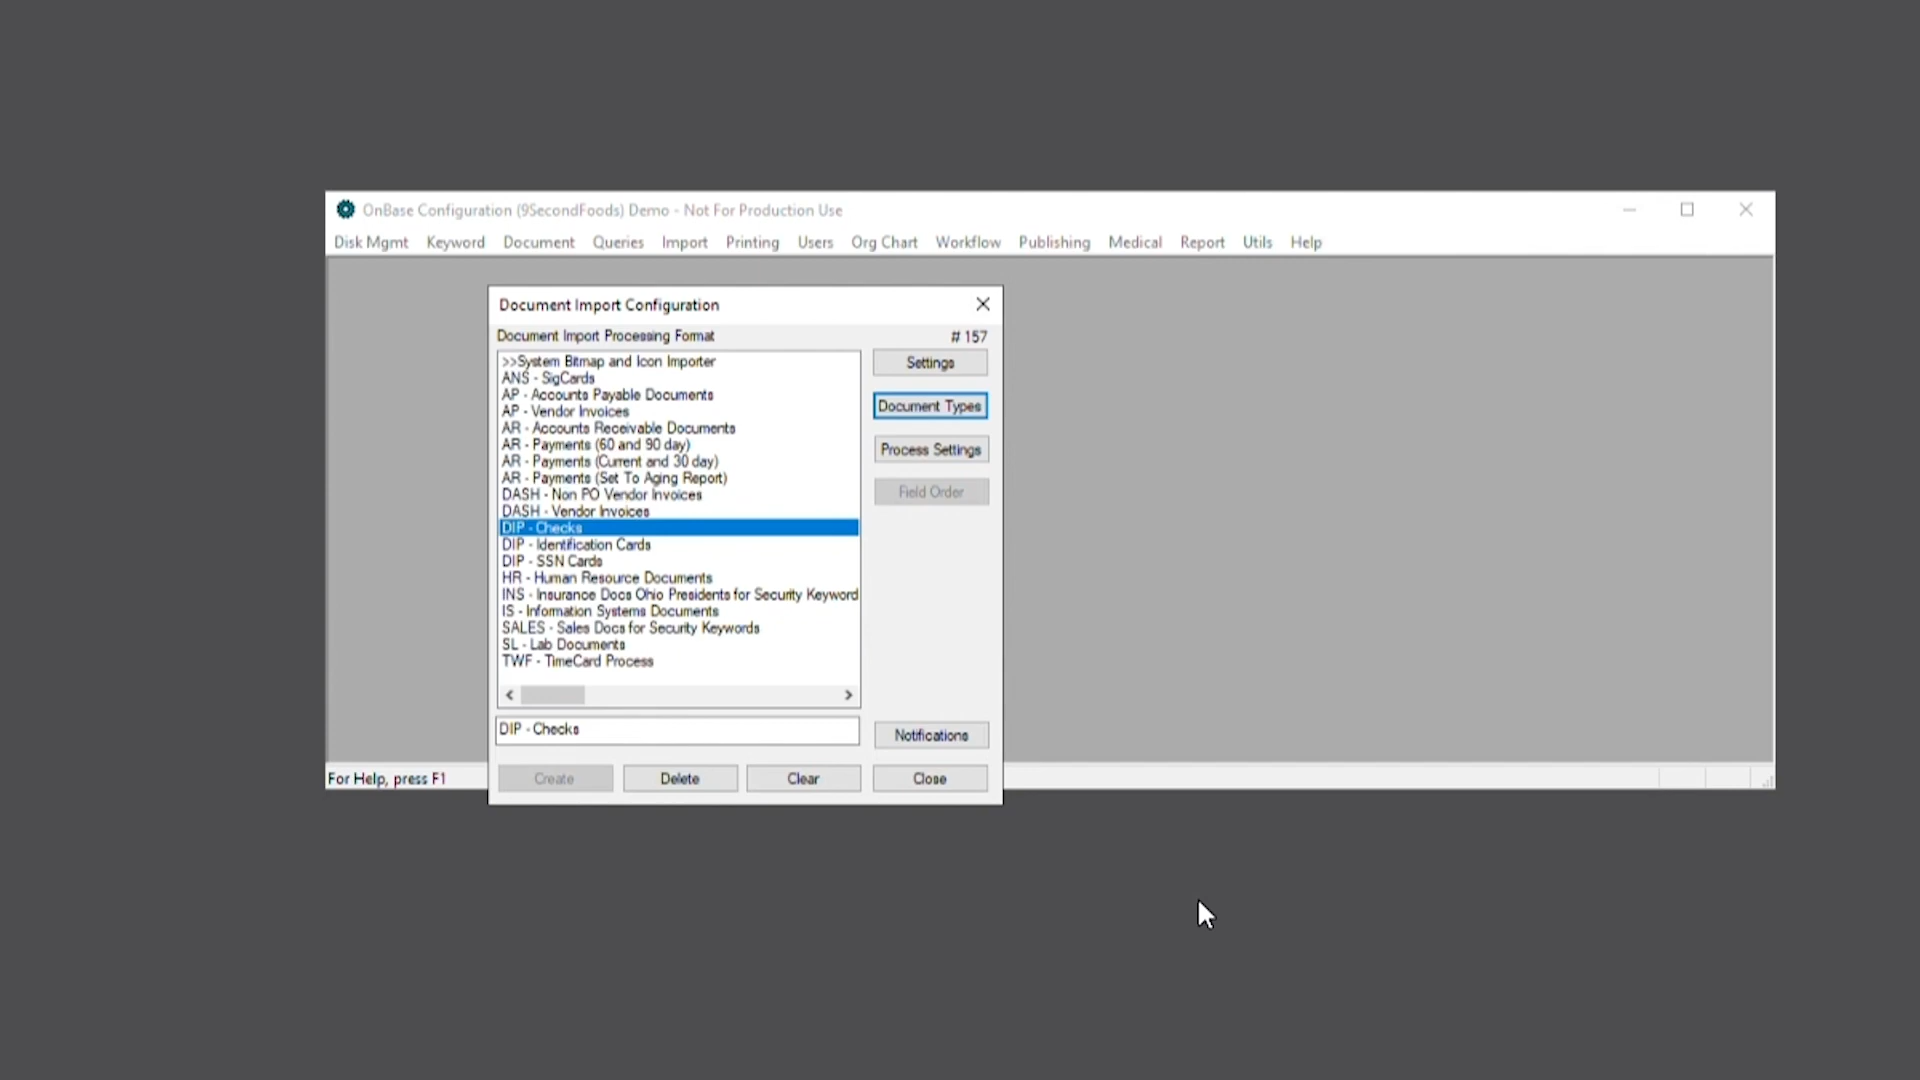 OnBase Configuration (9SecondFoods) Demo - Not For Production Use
Disk Mgmt Keyword Document Queries Import Printing Users Org Chart Workflow Publishing Medical Report Utils Help
Document Import Configuration
Document Import Processing Format # 157
>>System Bitmap and Icon Importer
ANS - SigCards
AP - Accounts Payable Documents
AP - Vendor Invoices
AR - Accounts Receivable Documents
AR - Payments (60 and 90 day)
AR - Payments (Current and 30 day)
AR - Payments (Set To Aging Report)
DASH - Non PO Vendor Invoices
DASH - Vendor Invoices
DIP - Checks
DIP - Identification Cards
DIP - SSN Cards
HR - Human Resource Documents
INS - Insurance Docs Ohio Presidents for Security Keyword
IS - Information Systems Documents
SALES - Sales Docs for Security Keywords
SL - Lab Documents
TWF - TimeCard Process
Settings
Document Types
Process Settings
Field Order
DIP - Checks
Notifications
Create Delete Clear Close
For Help, press F1